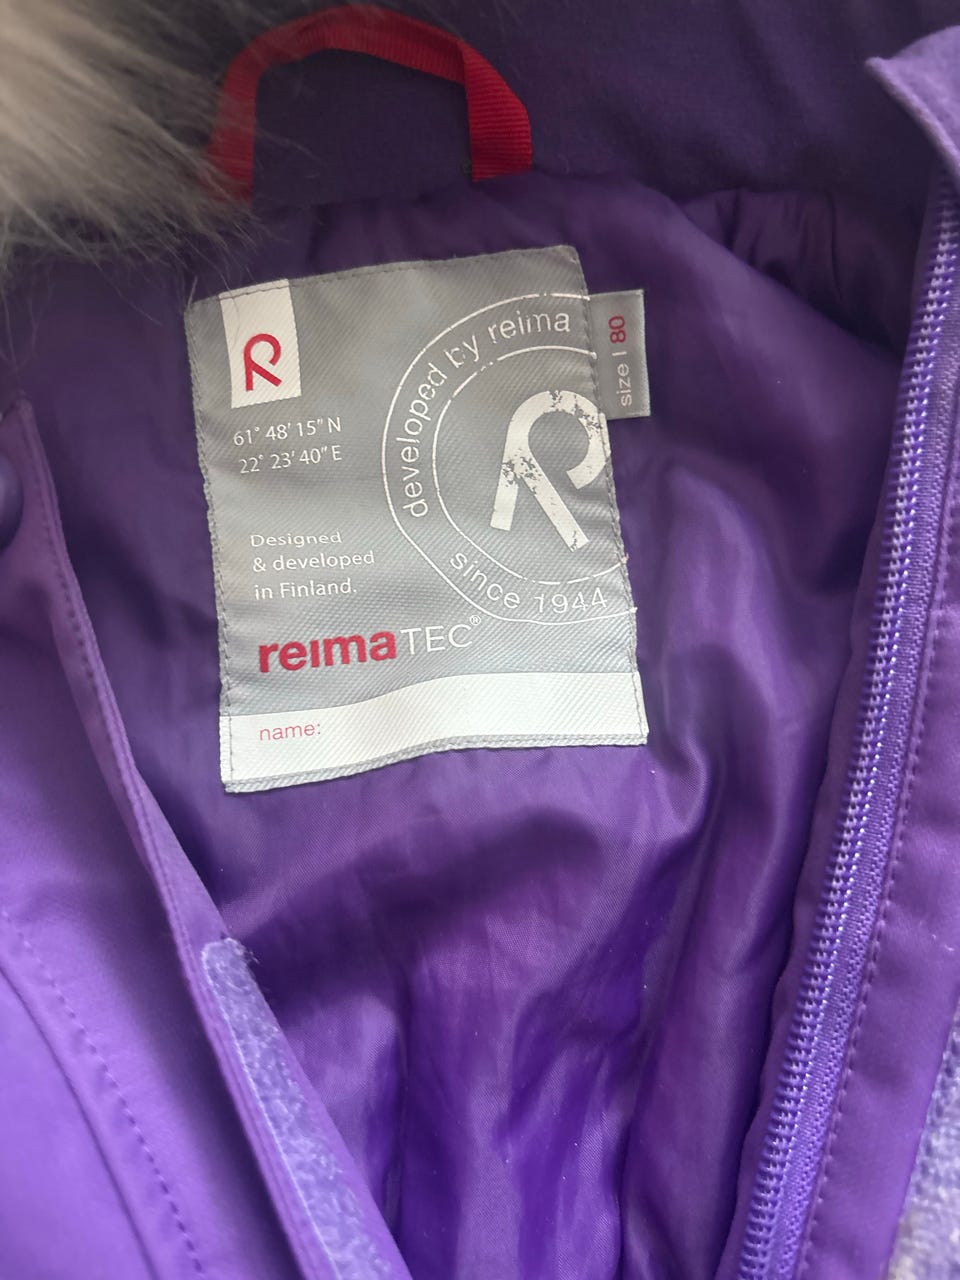 61° 48' 15" N
22° 23' 40" E
Designed
& developed
in Finland.
reimaTEC®
name:
developed by reima
since 1944
size | 80